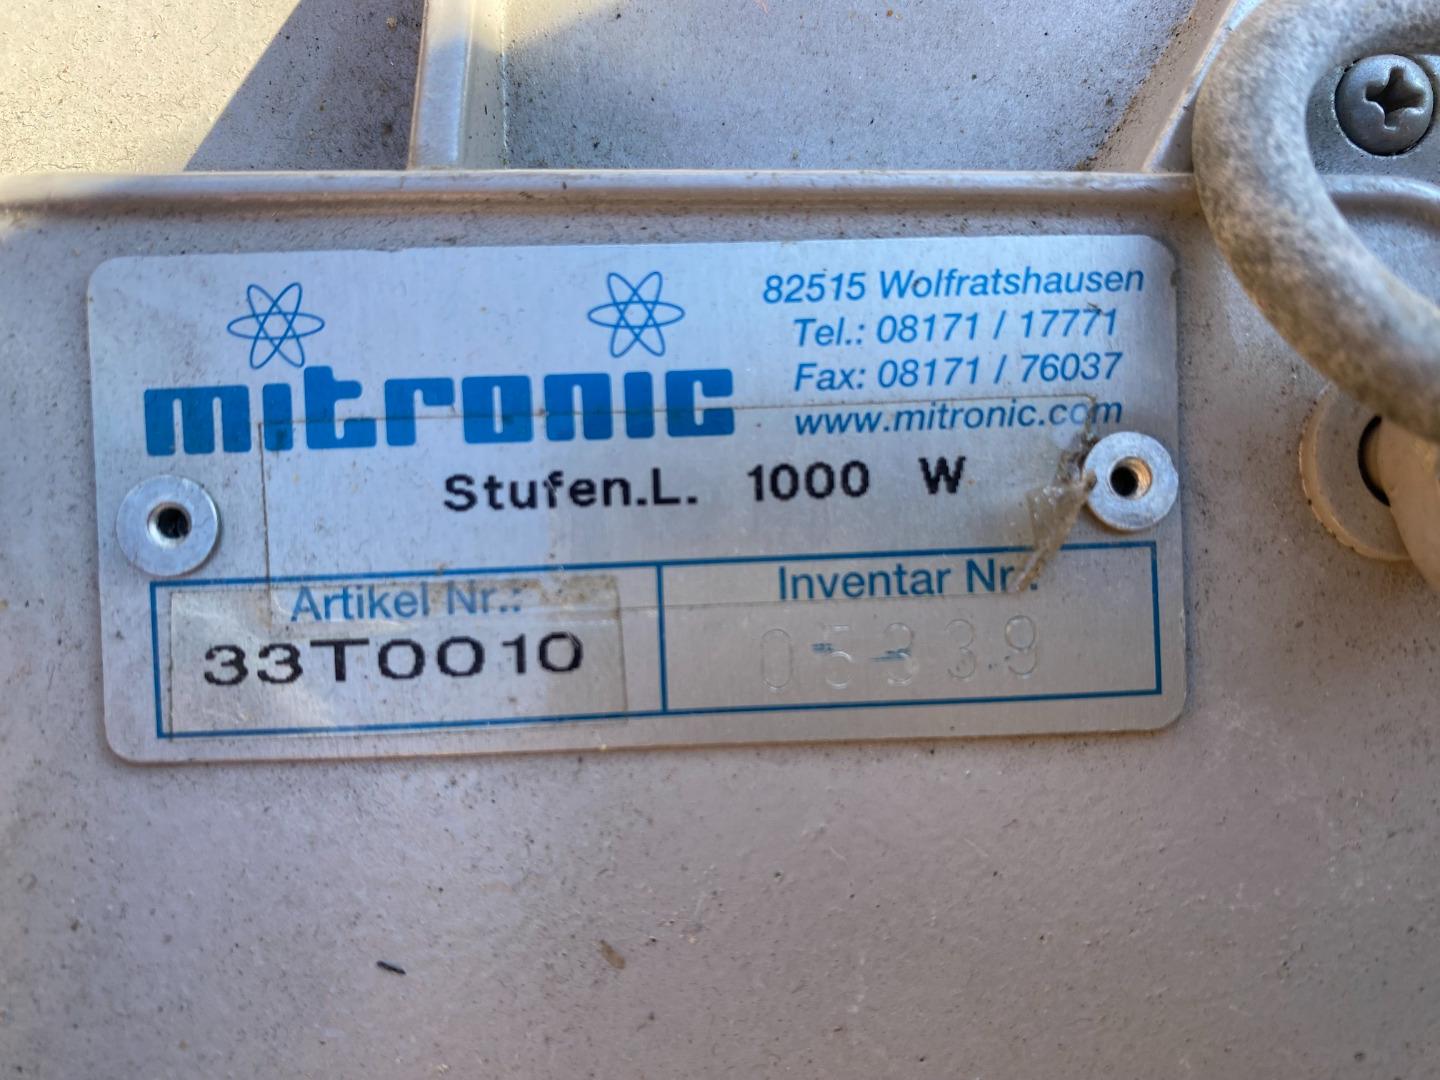 mitronic
82515 Wolfratshausen
Tel.: 08171 / 17771
Fax: 08171 / 76037
www.mitronic.com
Stufen.L. 1000 W
Artikel Nr.:
33T0010
Inventar Nr.:
05339